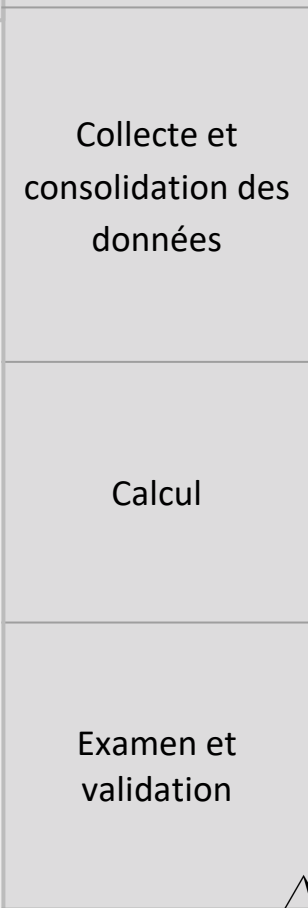 Collecte et
consolidation des
données
Calcul
Examen et
validation